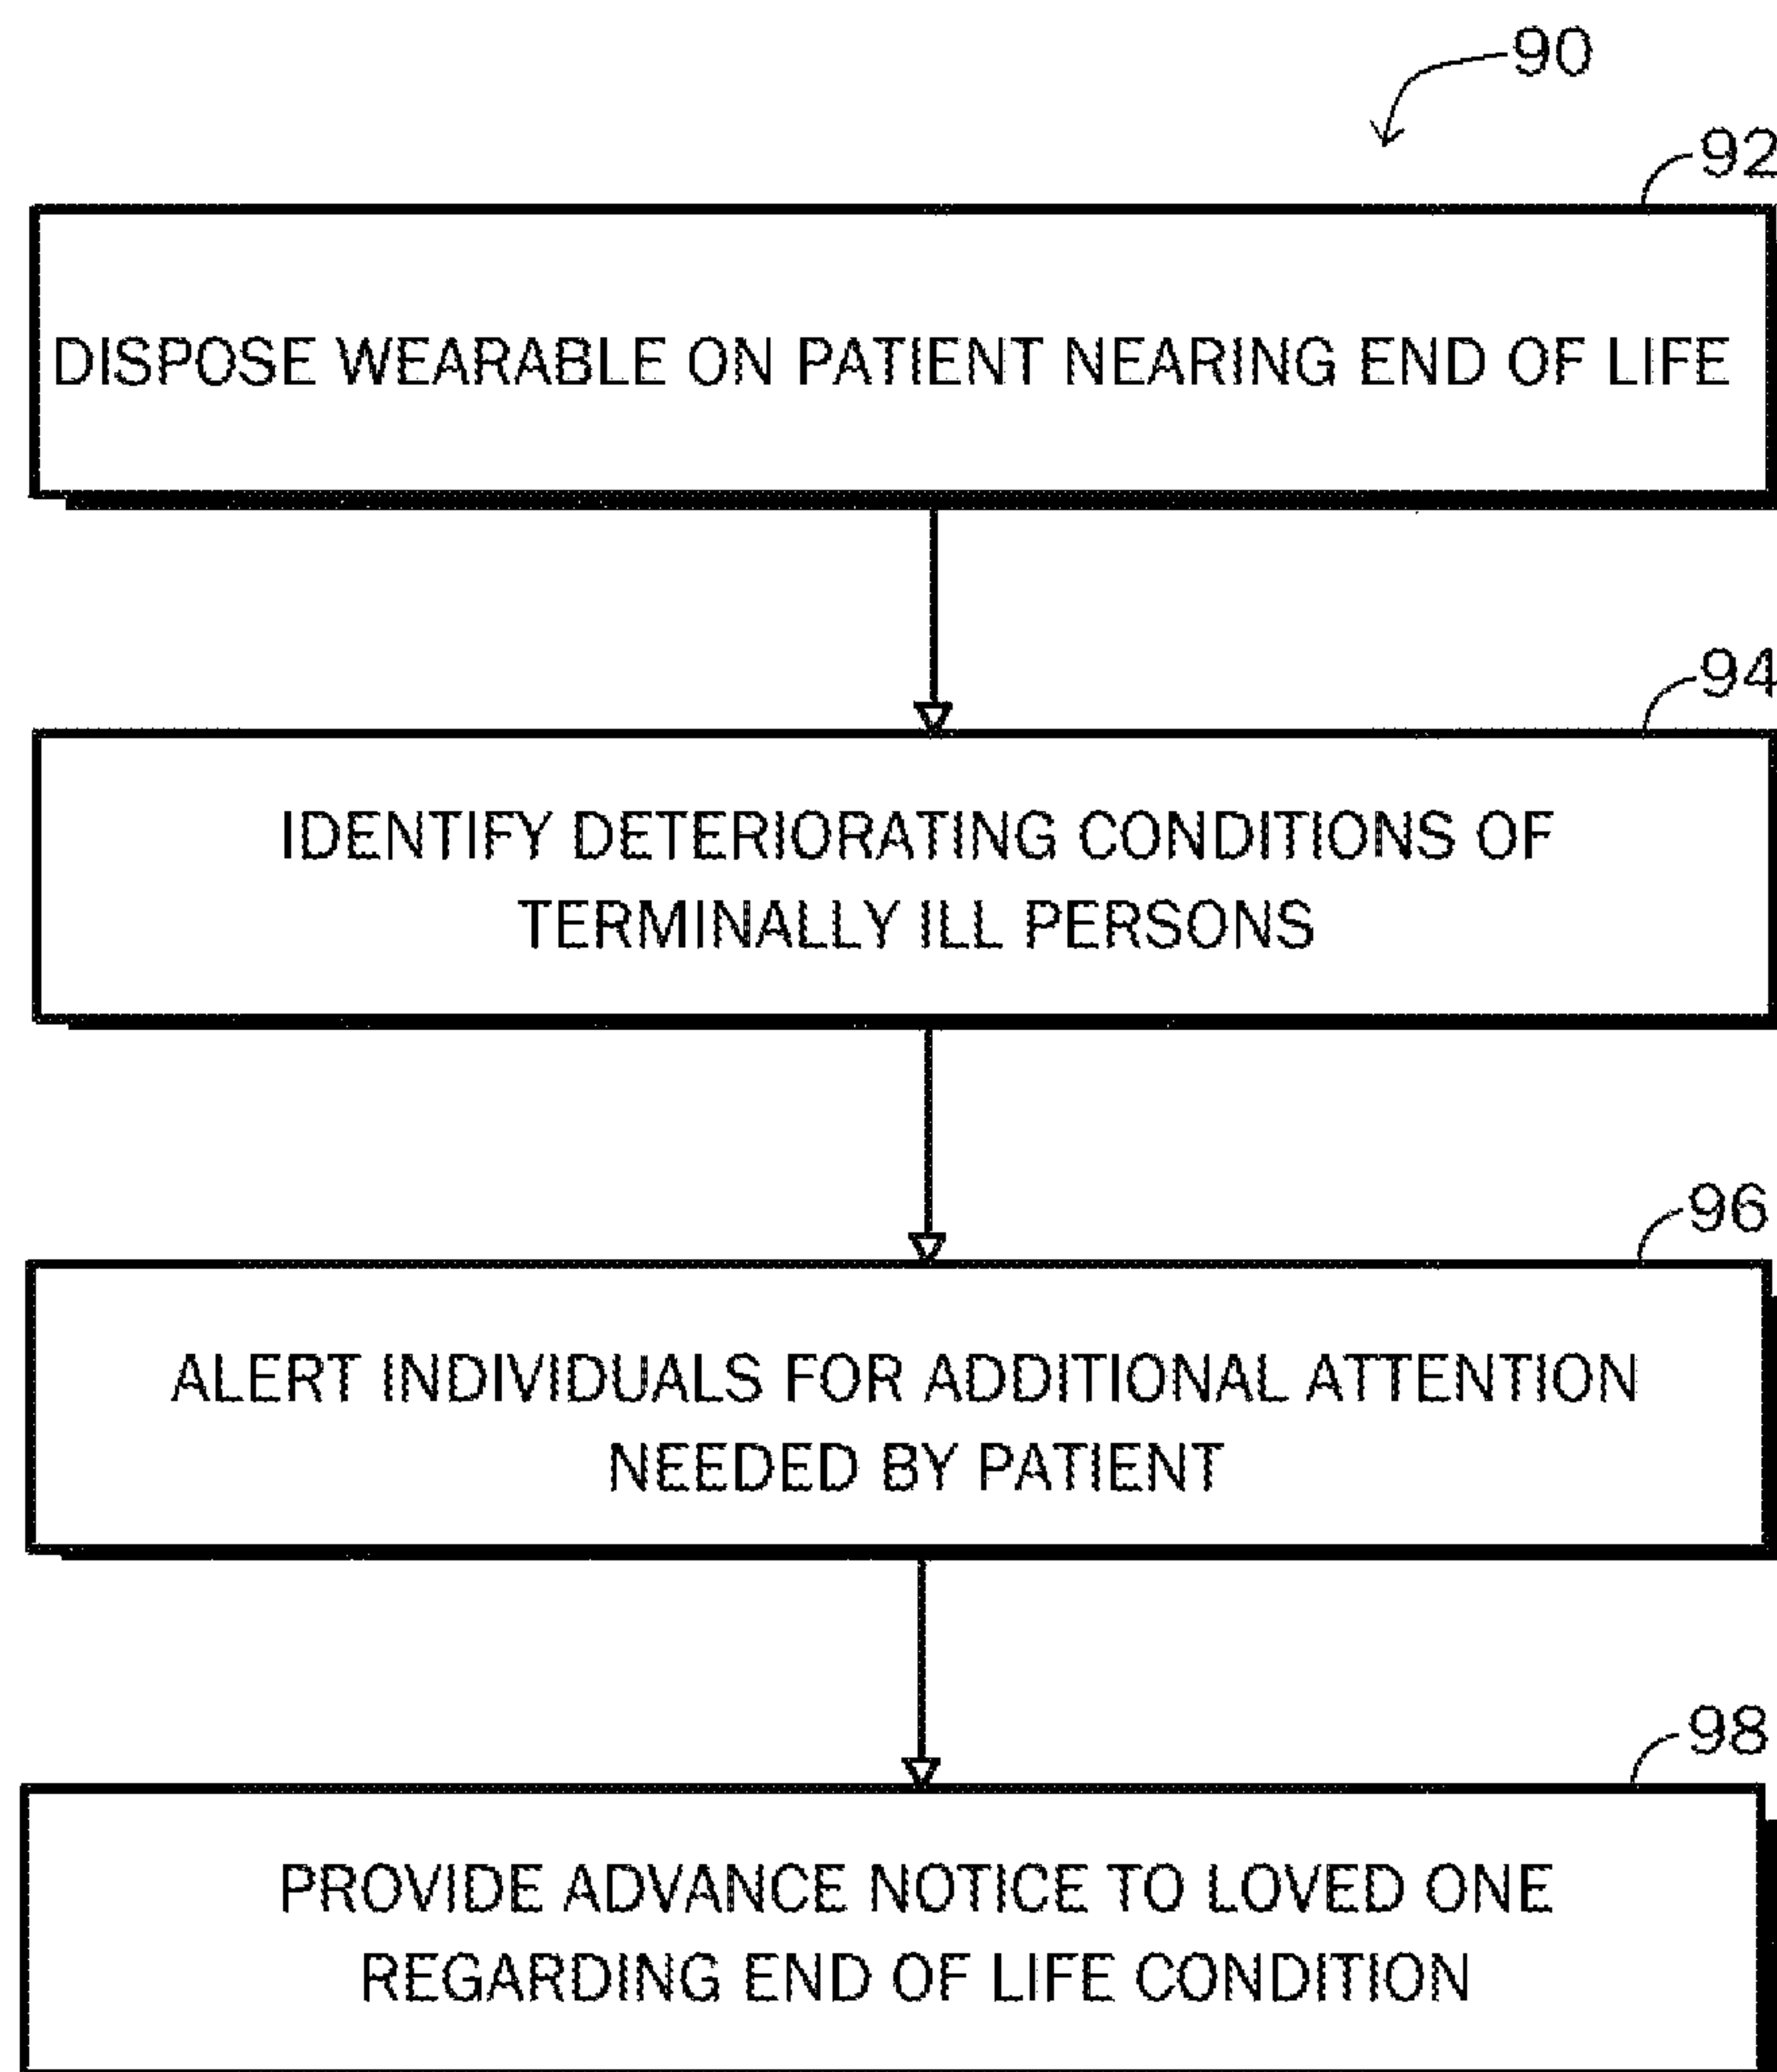 90
92
DISPOSE WEARABLE ON PATIENT NEARING END OF LIFE
94
IDENTIFY DETERIORATING CONDITIONS OF
TERMINALLY ILL PERSONS
96
ALERT INDIVIDUALS FOR ADDITIONAL ATTENTION
NEEDED BY PATIENT
98
PROVIDE ADVANCE NOTICE TO LOVED ONE
REGARDING END OF LIFE CONDITION